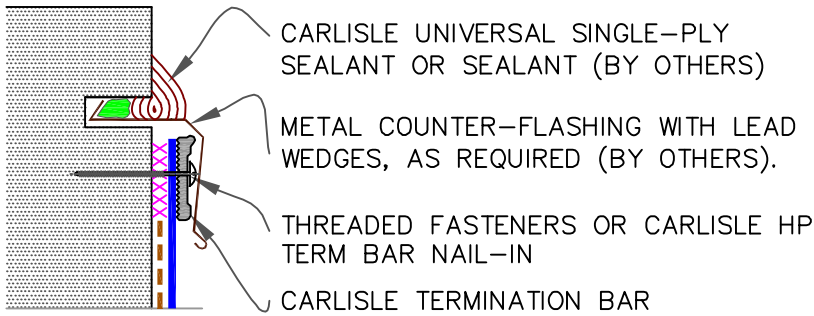 CARLISLE UNIVERSAL SINGLE-PLY
SEALANT OR SEALANT (BY OTHERS)
METAL COUNTER-FLASHING WITH LEAD
WEDGES, AS REQUIRED (BY OTHERS).
THREADED FASTENERS OR CARLISLE HP
TERM BAR NAIL-IN
CARLISLE TERMINATION BAR